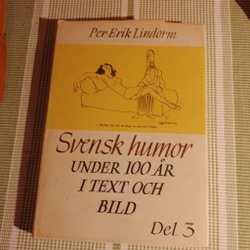 Per-Erik Lindorm
Svensk humor
UNDER 100 ÅR
I TEXT OCH
BILD
Del 3